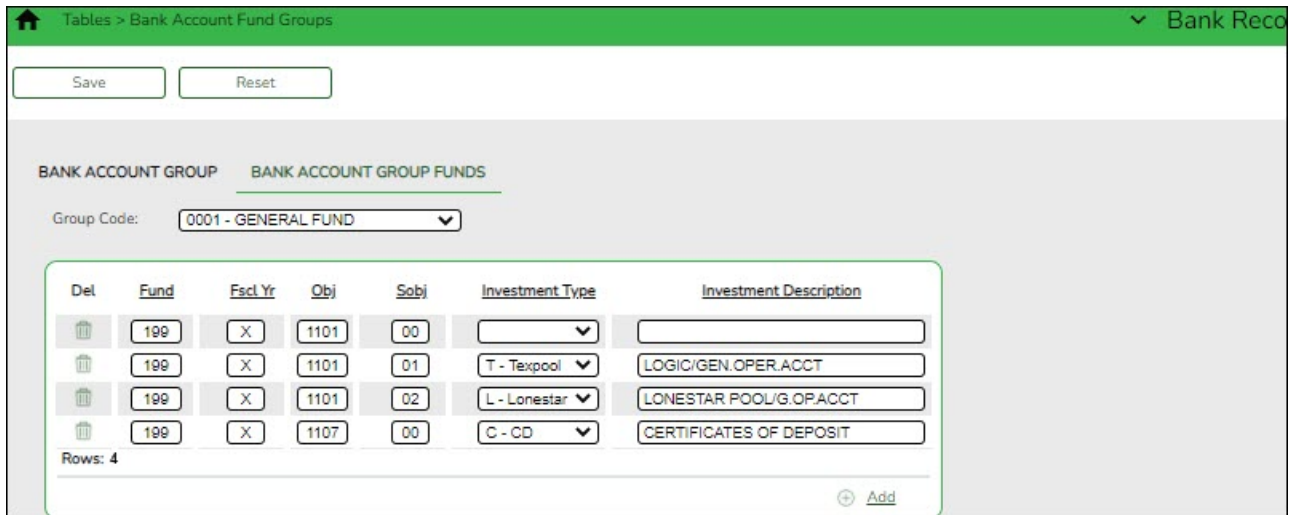 Tables > Bank Account Fund Groups
Bank Reco
Save Reset
BANK ACCOUNT GROUP BANK ACCOUNT GROUP FUNDS
Group Code: 0001 - GENERAL FUND
Del Fund Fscl Yr Obj Sobj Investment Type Investment Description
199 X 1101 00
199 X 1101 01 T - Texpool LOGIC/GEN.OPER.ACCT
199 X 1101 02 L - Lonestar LONESTAR POOL/G.OP.ACCT
199 X 1107 00 C - CD CERTIFICATES OF DEPOSIT
Rows: 4
Add